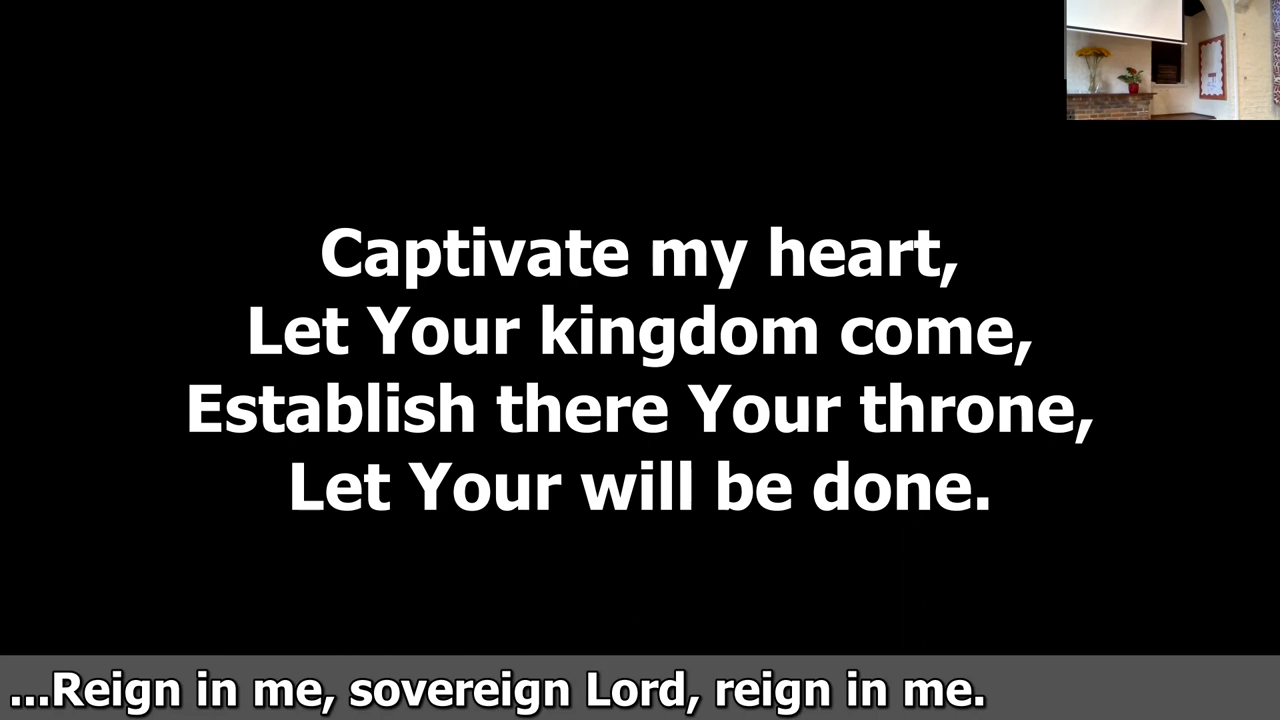 Captivate my heart,
Let Your kingdom come,
Establish there Your throne,
Let Your will be done.
...Reign in me, sovereign Lord, reign in me.